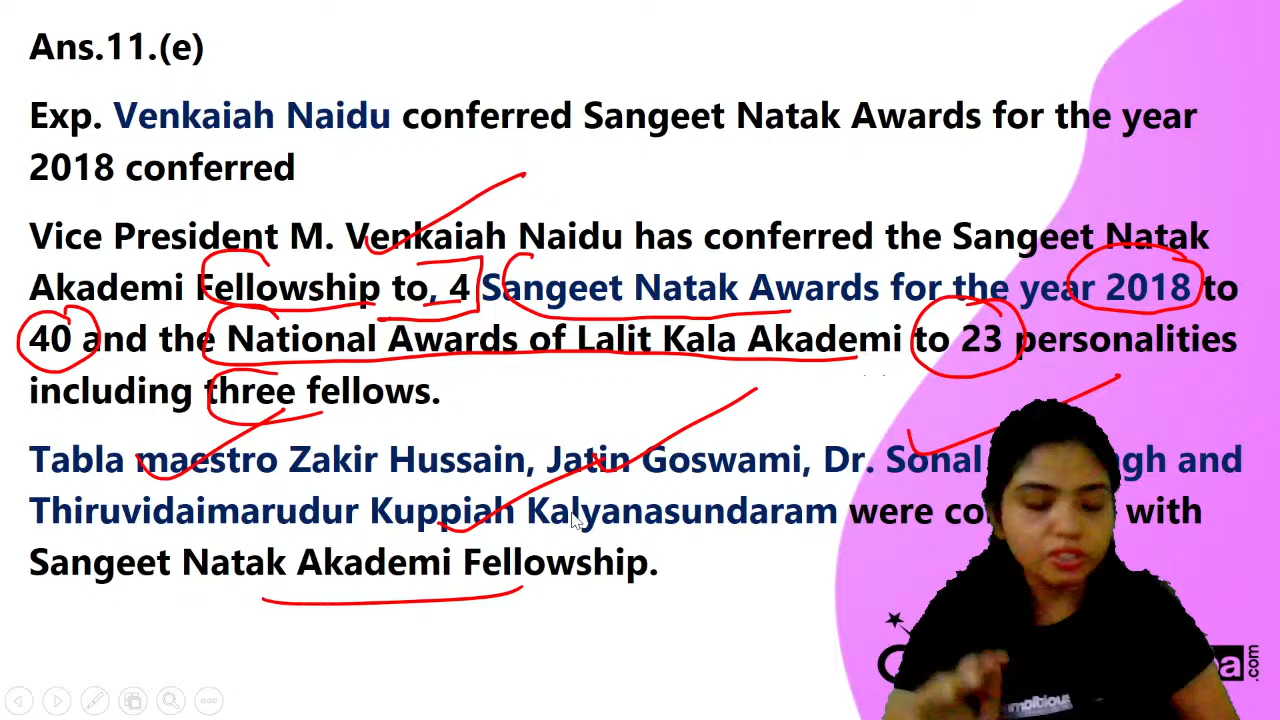 Ans.11.(e)
Exp. Venkaiah Naidu conferred Sangeet Natak Awards for the year
2018 conferred
Vice President M. Venkaiah Naidu has conferred the Sangeet Natak
Akademi Fellowship to, 4 Sangeet Natak Awards for the year 2018 to
40 and the National Awards of Lalit Kala Akademi to 23 personalities
including three fellows.
Tabla maestro Zakir Hussain, Jatin Goswami, Dr. Sonal and
Thiruvidaimarudur Kuppiah Kalyanasundaram were with
Sangeet Natak Akademi Fellowship.
.com